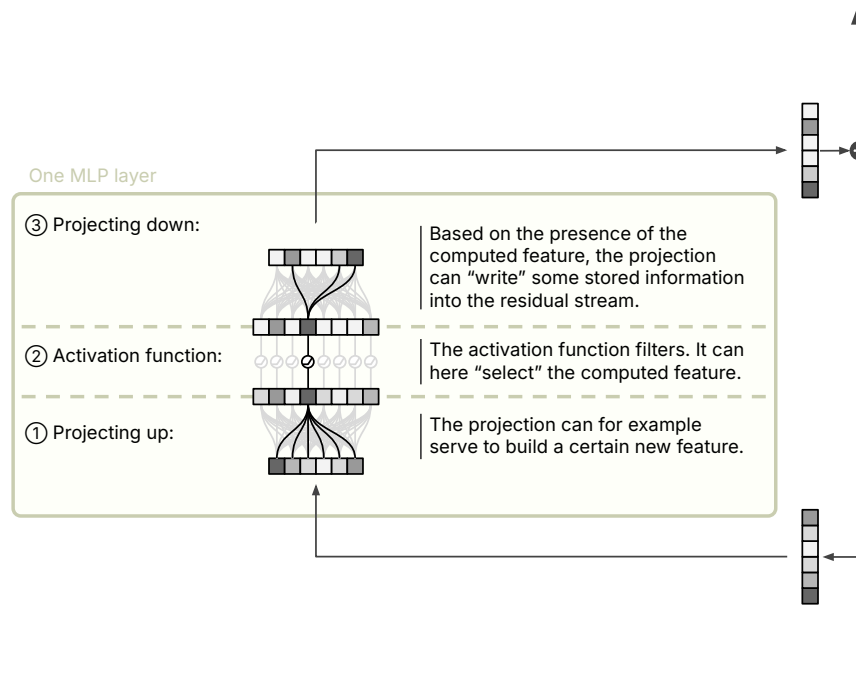 One MLP layer
③ Projecting down:
Based on the presence of the
computed feature, the projection
can “write” some stored information
into the residual stream.
② Activation function:
The activation function filters. It can
here “select” the computed feature.
① Projecting up:
The projection can for example
serve to build a certain new feature.